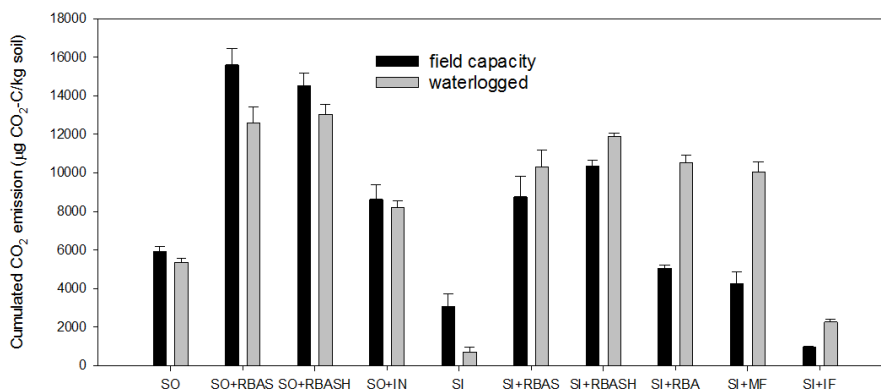 18000
16000
14000
12000
10000
8000
6000
4000
2000
0
Cumulated CO₂ emission (µg CO₂-C/kg soil)
field capacity
waterlogged
SO SO+RBAS SO+RBASH SO+IN SI SI+RBAS SI+RBASH SI+RBA SI+MF SI+IF